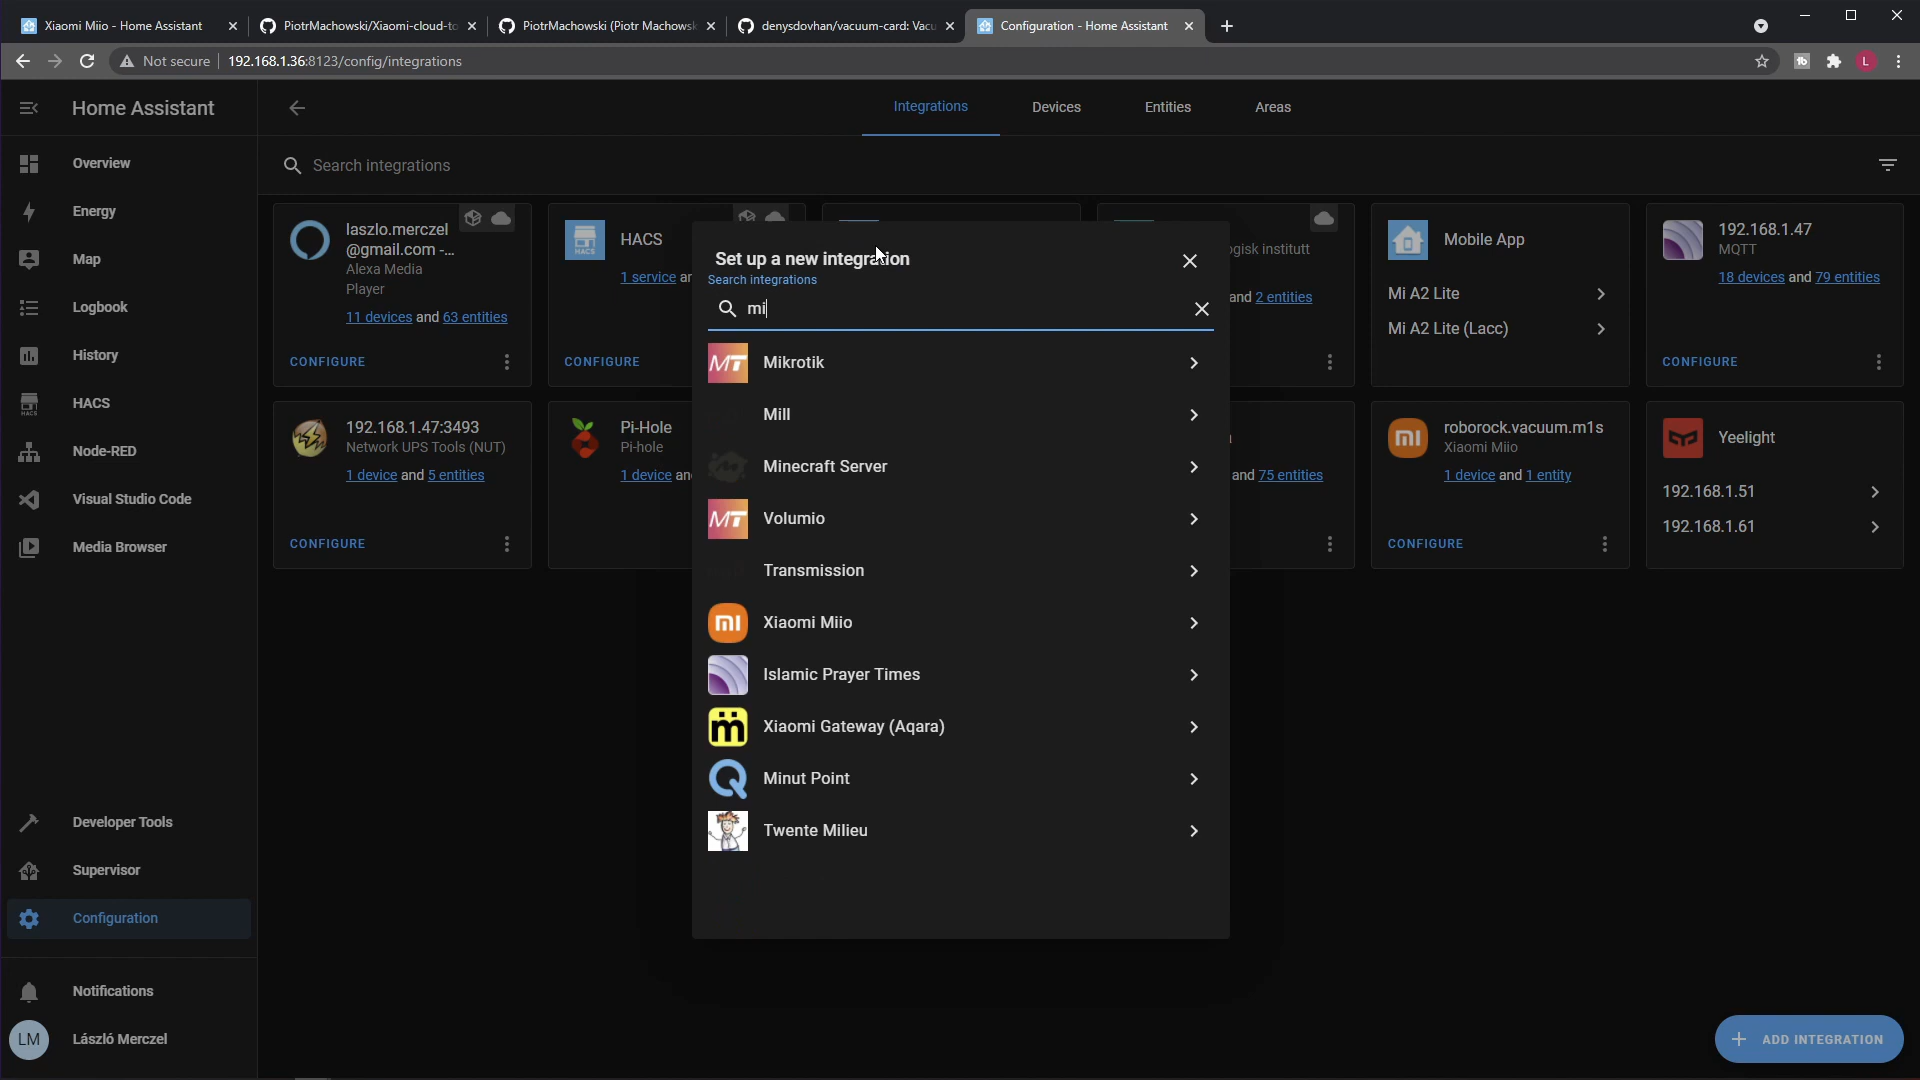 Xiaomi Miio - Home Assistant
PiotrMachowski/Xiaomi-cloud-to
PiotrMachowski (Piotr Machowsk
denysdovhan/vacuum-card: Vacu
Configuration - Home Assistant
Not secure
192.168.1.36:8123/config/integrations
L
Home Assistant
Integrations
Devices
Entities
Areas
Overview
Energy
Map
Logbook
History
HACS
Node-RED
Visual Studio Code
Media Browser
Developer Tools
Supervisor
Configuration
Notifications
LM
László Merczel
Search integrations
laszlo.merczel
@gmail.com -...
Alexa Media
Player
11 devices and 63 entities
CONFIGURE
HACS
HACS
1 service
CONFIGURE
ogisk institutt
and 2 entities
Mobile App
Mi A2 Lite
Mi A2 Lite (Lacc)
192.168.1.47
MQTT
18 devices and 79 entities
CONFIGURE
192.168.1.47:3493
Network UPS Tools (NUT)
1 device and 5 entities
CONFIGURE
Pi-Hole
Pi-hole
1 device
and 75 entities
mi
roborock.vacuum.m1s
Xiaomi Miio
1 device and 1 entity
CONFIGURE
Yeelight
192.168.1.51
192.168.1.61
Set up a new integration
Search integrations
mi
MT
Mikrotik
Mill
Minecraft Server
MT
Volumio
Transmission
mi
Xiaomi Miio
Islamic Prayer Times
Xiaomi Gateway (Aqara)
Minut Point
Twente Milieu
ADD INTEGRATION